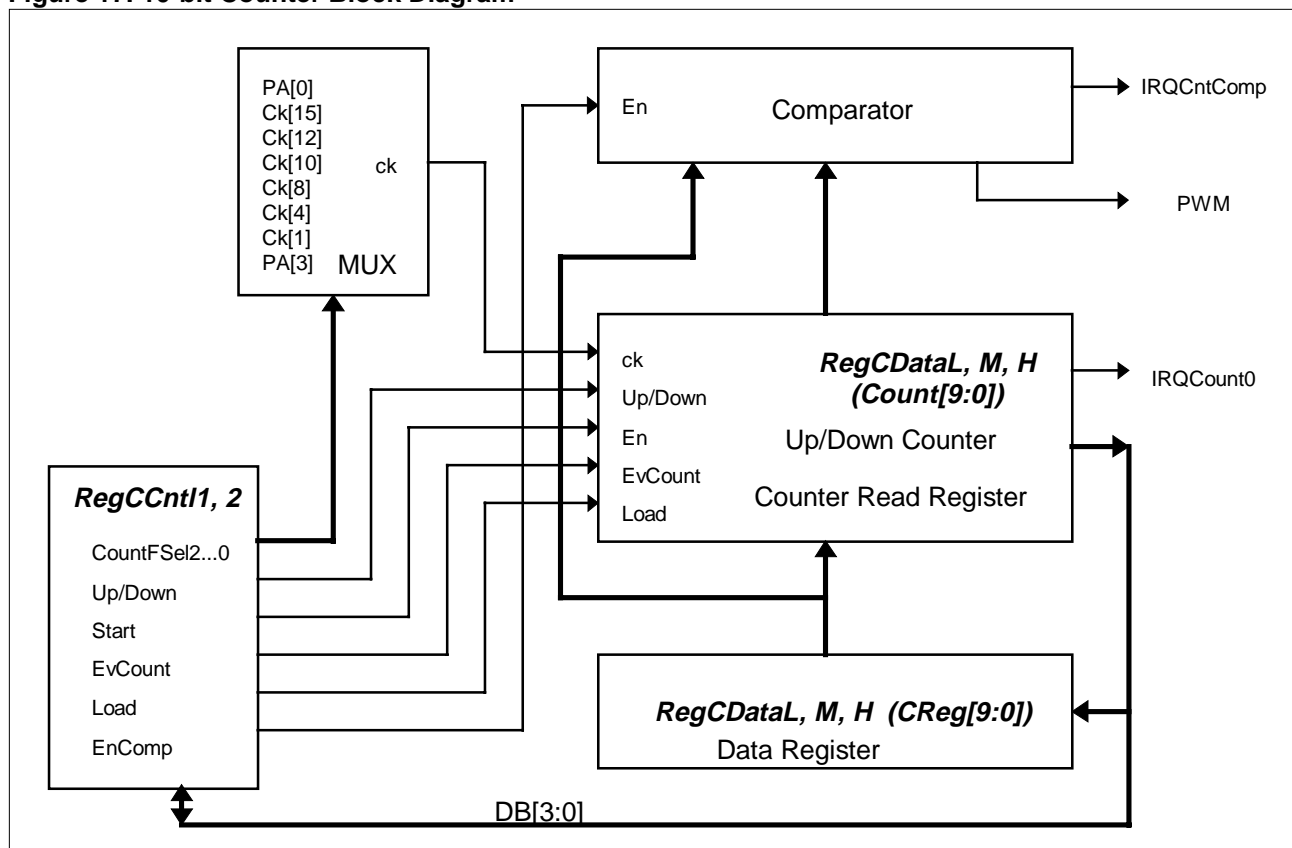 PA[0]
Ck[15]
Ck[12]
Ck[10]
Ck[8]
Ck[4]
Ck[1]
PA[3]
ck
MUX
En
Comparator
IRQCntComp
PWM
ck
Up/Down
En
EvCount
Load
RegCDataL, M, H
(Count[9:0])
Up/Down Counter
Counter Read Register
IRQCount0
RegCCntl1, 2
CountFSel2...0
Up/Down
Start
EvCount
Load
EnComp
RegCDataL, M, H (CReg[9:0])
Data Register
DB[3:0]